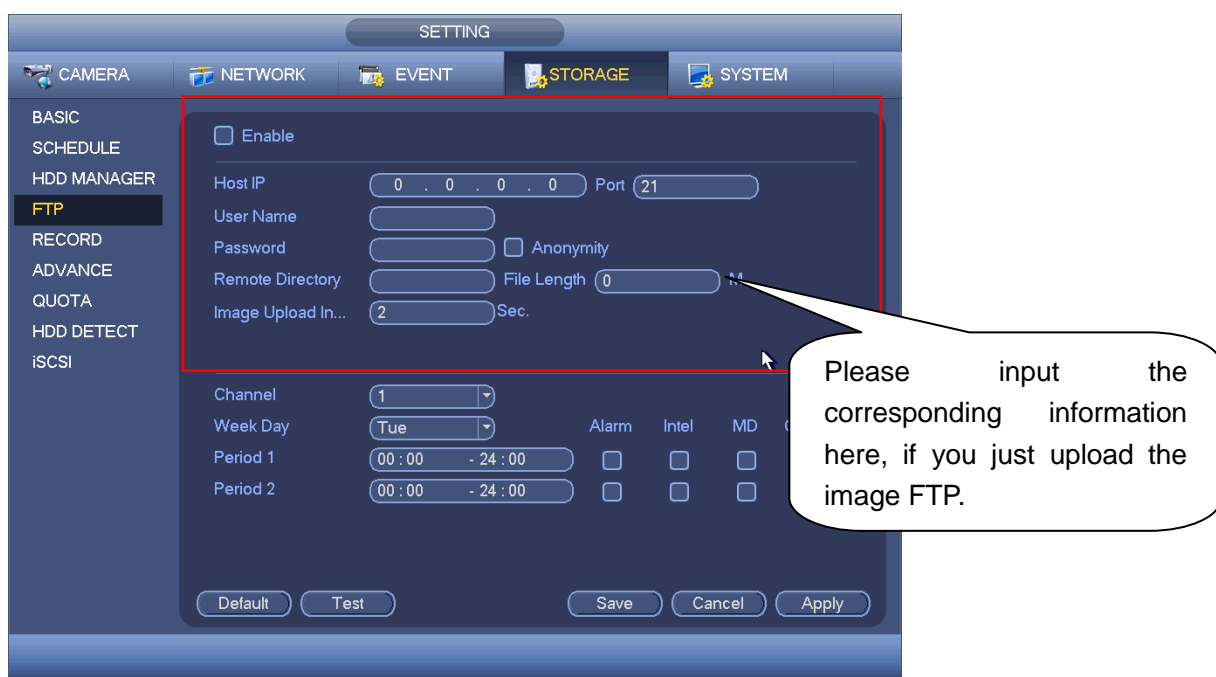 SETTING
CAMERA NETWORK EVENT STORAGE SYSTEM
BASIC
SCHEDULE
HDD MANAGER
FTP
RECORD
ADVANCE
QUOTA
HDD DETECT
iSCSI
Enable
Host IP 0 . 0 . 0 . 0 Port 21
User Name
Password Anonymity
Remote Directory File Length 0 M
Image Upload In... 2 Sec.
Channel 1
Week Day Tue Alarm Intel MD
Period 1 00 : 00 - 24 : 00
Period 2 00 : 00 - 24 : 00
Default Test Save Cancel Apply
Please input the
corresponding information
here, if you just upload the
image FTP.